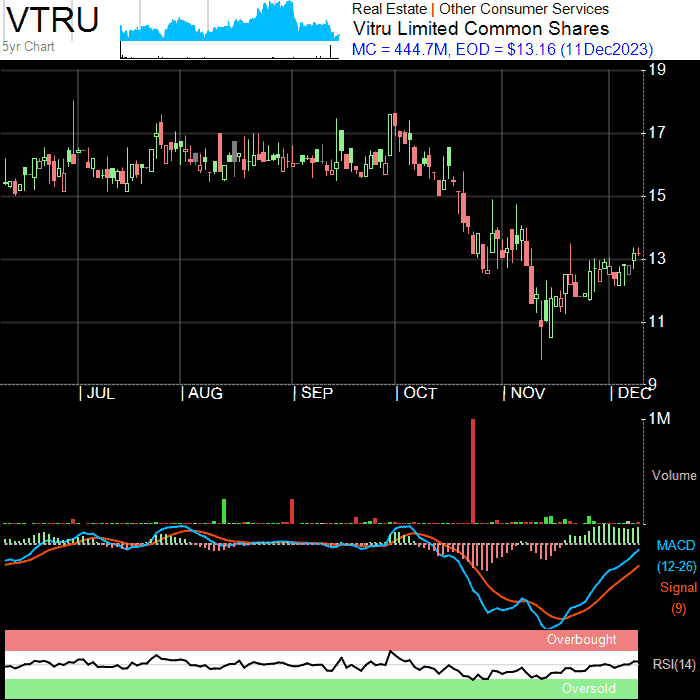 VTRU
5yr Chart
Real Estate | Other Consumer Services
Vitru Limited Common Shares
MC = 444.7M, EOD = $13.16 (11Dec2023)
19
17
15
13
11
9
JUL AUG SEP OCT NOV DEC
1M
Volume
MACD
(12-26)
Signal
(9)
Overbought
RSI(14)
Oversold